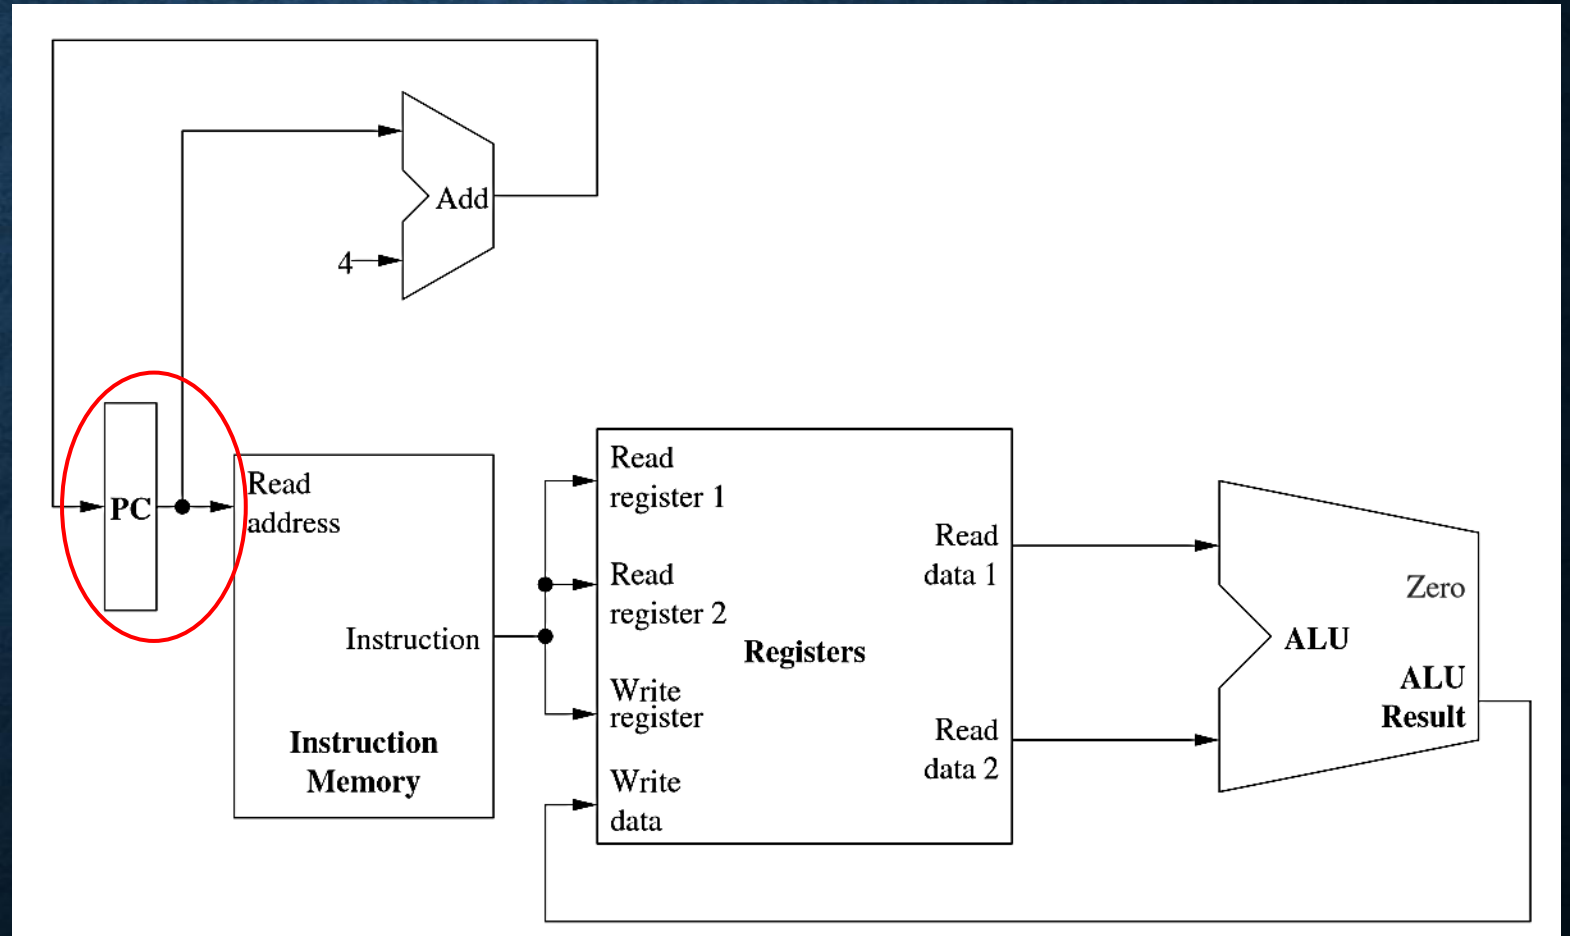 Add
4
PC
Read
address
Instruction
Instruction
Memory
Read
register 1
Read
register 2
Write
register
Write
data
Registers
Read
data 1
Read
data 2
Zero
ALU
ALU
Result